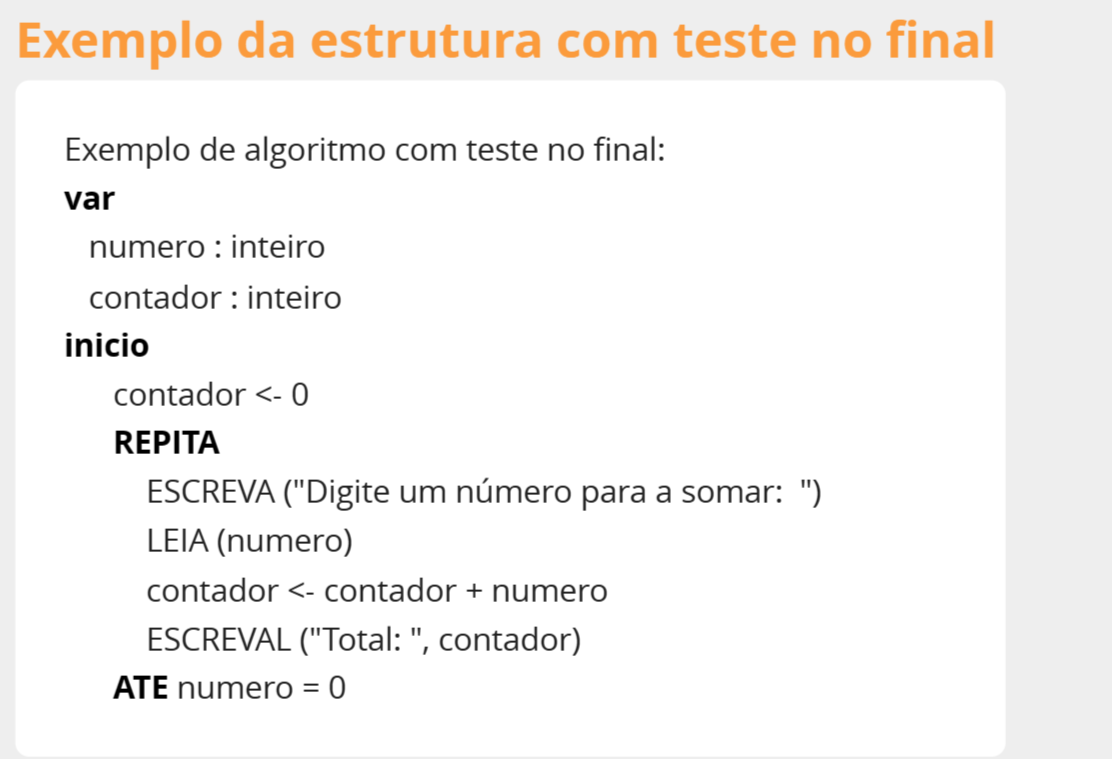 Exemplo da estrutura com teste no final
Exemplo de algoritmo com teste no final:
var
numero : inteiro
contador : inteiro
inicio
contador <- 0
REPITA
ESCREVA ("Digite um número para a somar:  ")
LEIA (numero)
contador <- contador + numero
ESCREVAL ("Total: ", contador)
ATE numero = 0